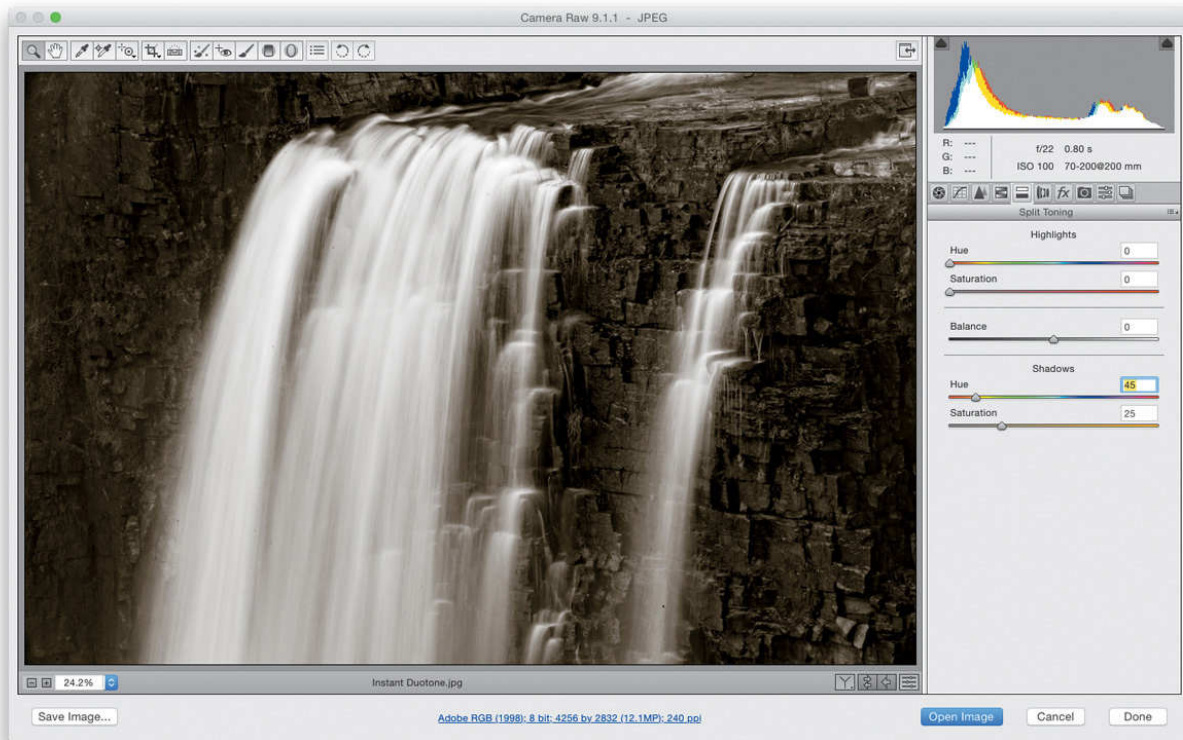 Camera Raw 9.1.1 - JPEG
R: ---
G: ---
B: ---
f/22 0.80 s
ISO 100 70-200@200 mm
fx
Split Toning
Highlights
Hue 0
Saturation 0
Balance 0
Shadows
Hue 45
Saturation 25
24.2%
Instant Duotone.jpg
Y
Save Image...
Adobe RGB (1998); 8 bit; 4256 by 2832 (12.1MP); 240 ppi
Open Image
Cancel
Done